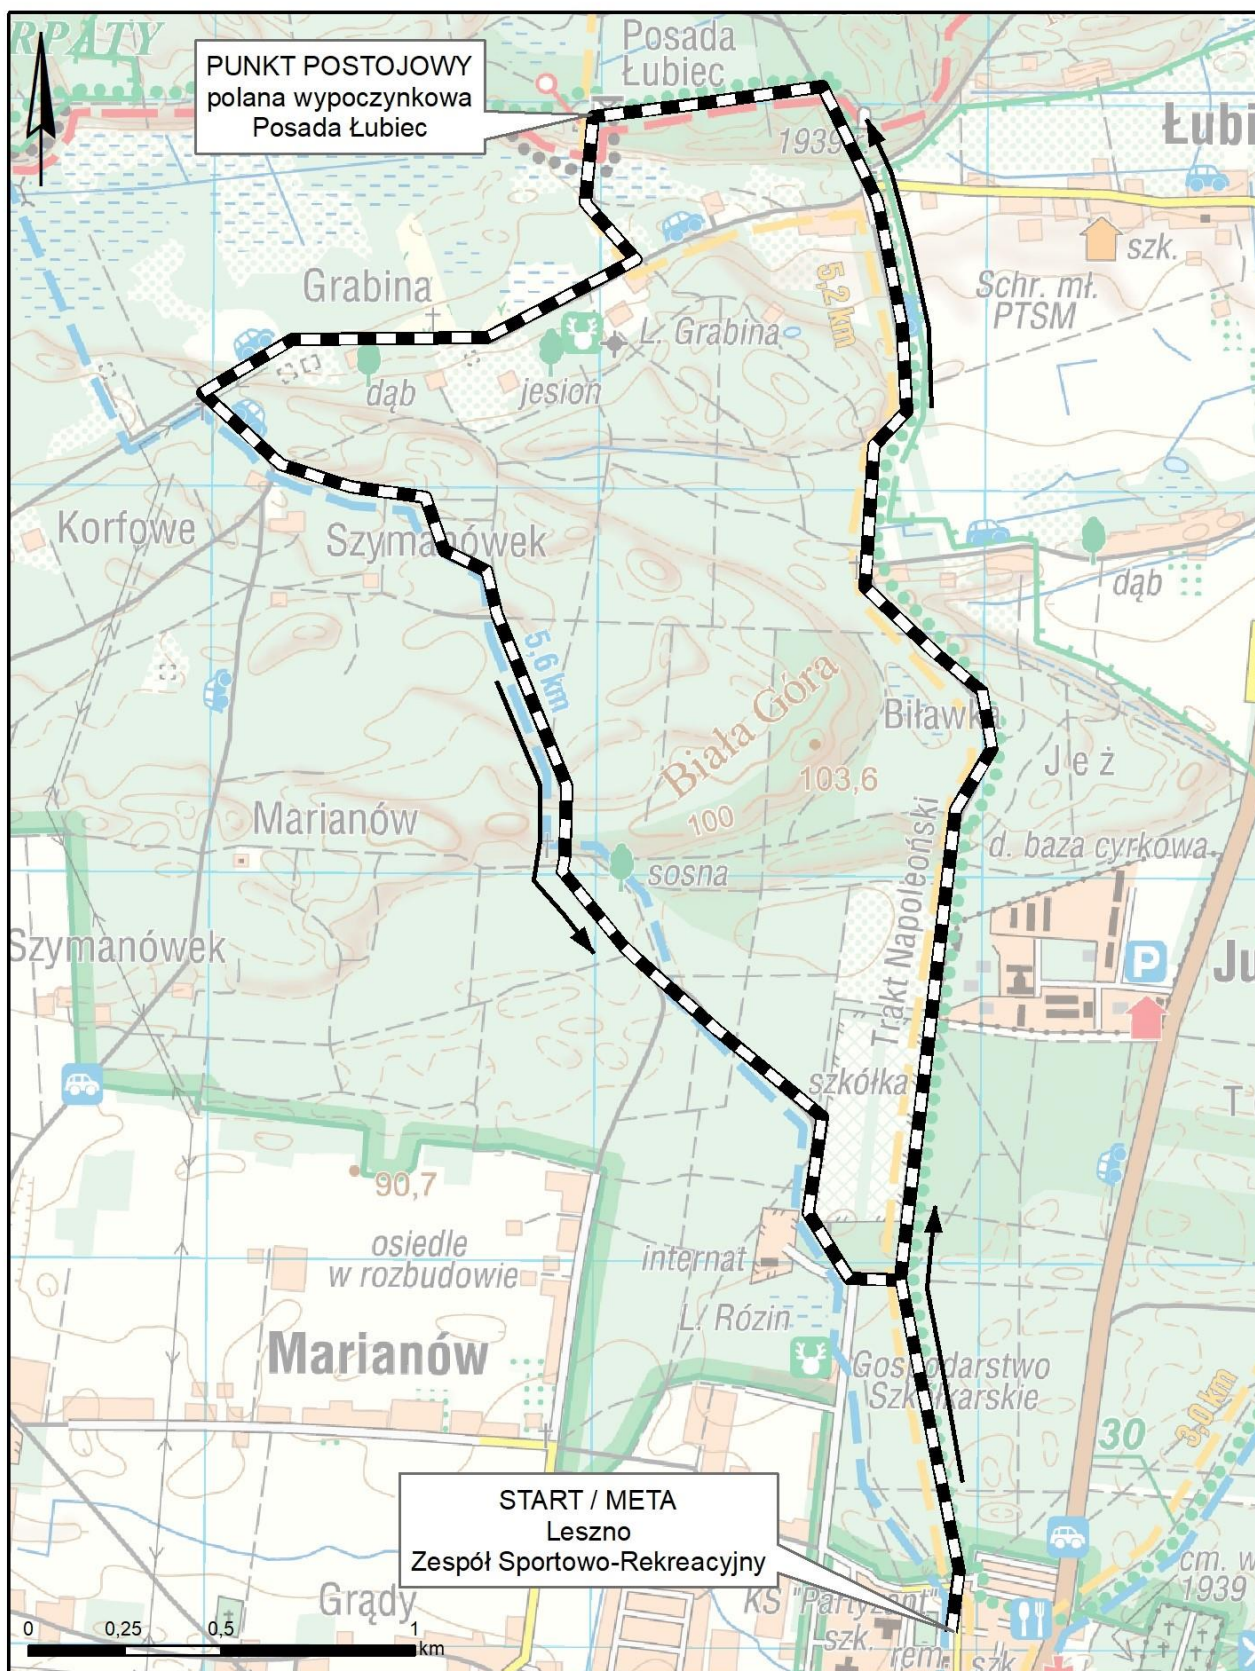 RPATY
PUNKT POSTOJOWY
polana wypoczynkowa
Posada Łubiec
Posada
Łubiec
1939 r.
Łubi
szk.
5,2 km
Schr. mł.
PTSM
Grabina
L. Grabina
dąb
jesion
Korfowe
Szymanówek
dąb
5,6 km
Biała Góra
103,6
100
Biławka
Jeż
Marianów
sosna
d. baza cyrkowa
Trakt Napoleoński
Szymanówek
P
Ju
szkółka
T
90,7
osiedle
w rozbudowie
internat
L. Rózin
Marianów
Gospodarstwo
Szkółkarskie
30
3,0 km
START / META
Leszno
Zespół Sportowo-Rekreacyjny
KS "Partyzant"
szk.
rem.
szk
cm. w
1939
Grądy
0 0,25 0,5 1
km